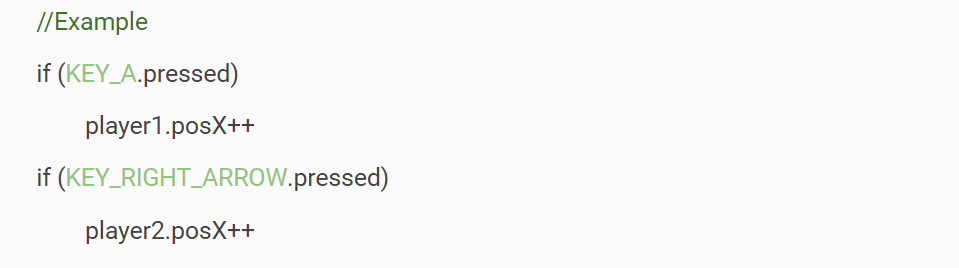 //Example
if (KEY_A.pressed)
player1.posX++
if (KEY_RIGHT_ARROW.pressed)
player2.posX++